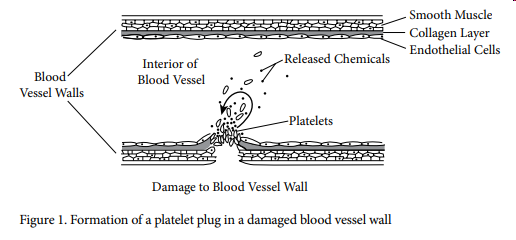 Smooth Muscle
Collagen Layer
Endothelial Cells
Interior of
Blood Vessel
Released Chemicals
Blood
Vessel Walls
Platelets
Damage to Blood Vessel Wall
Figure 1. Formation of a platelet plug in a damaged blood vessel wall